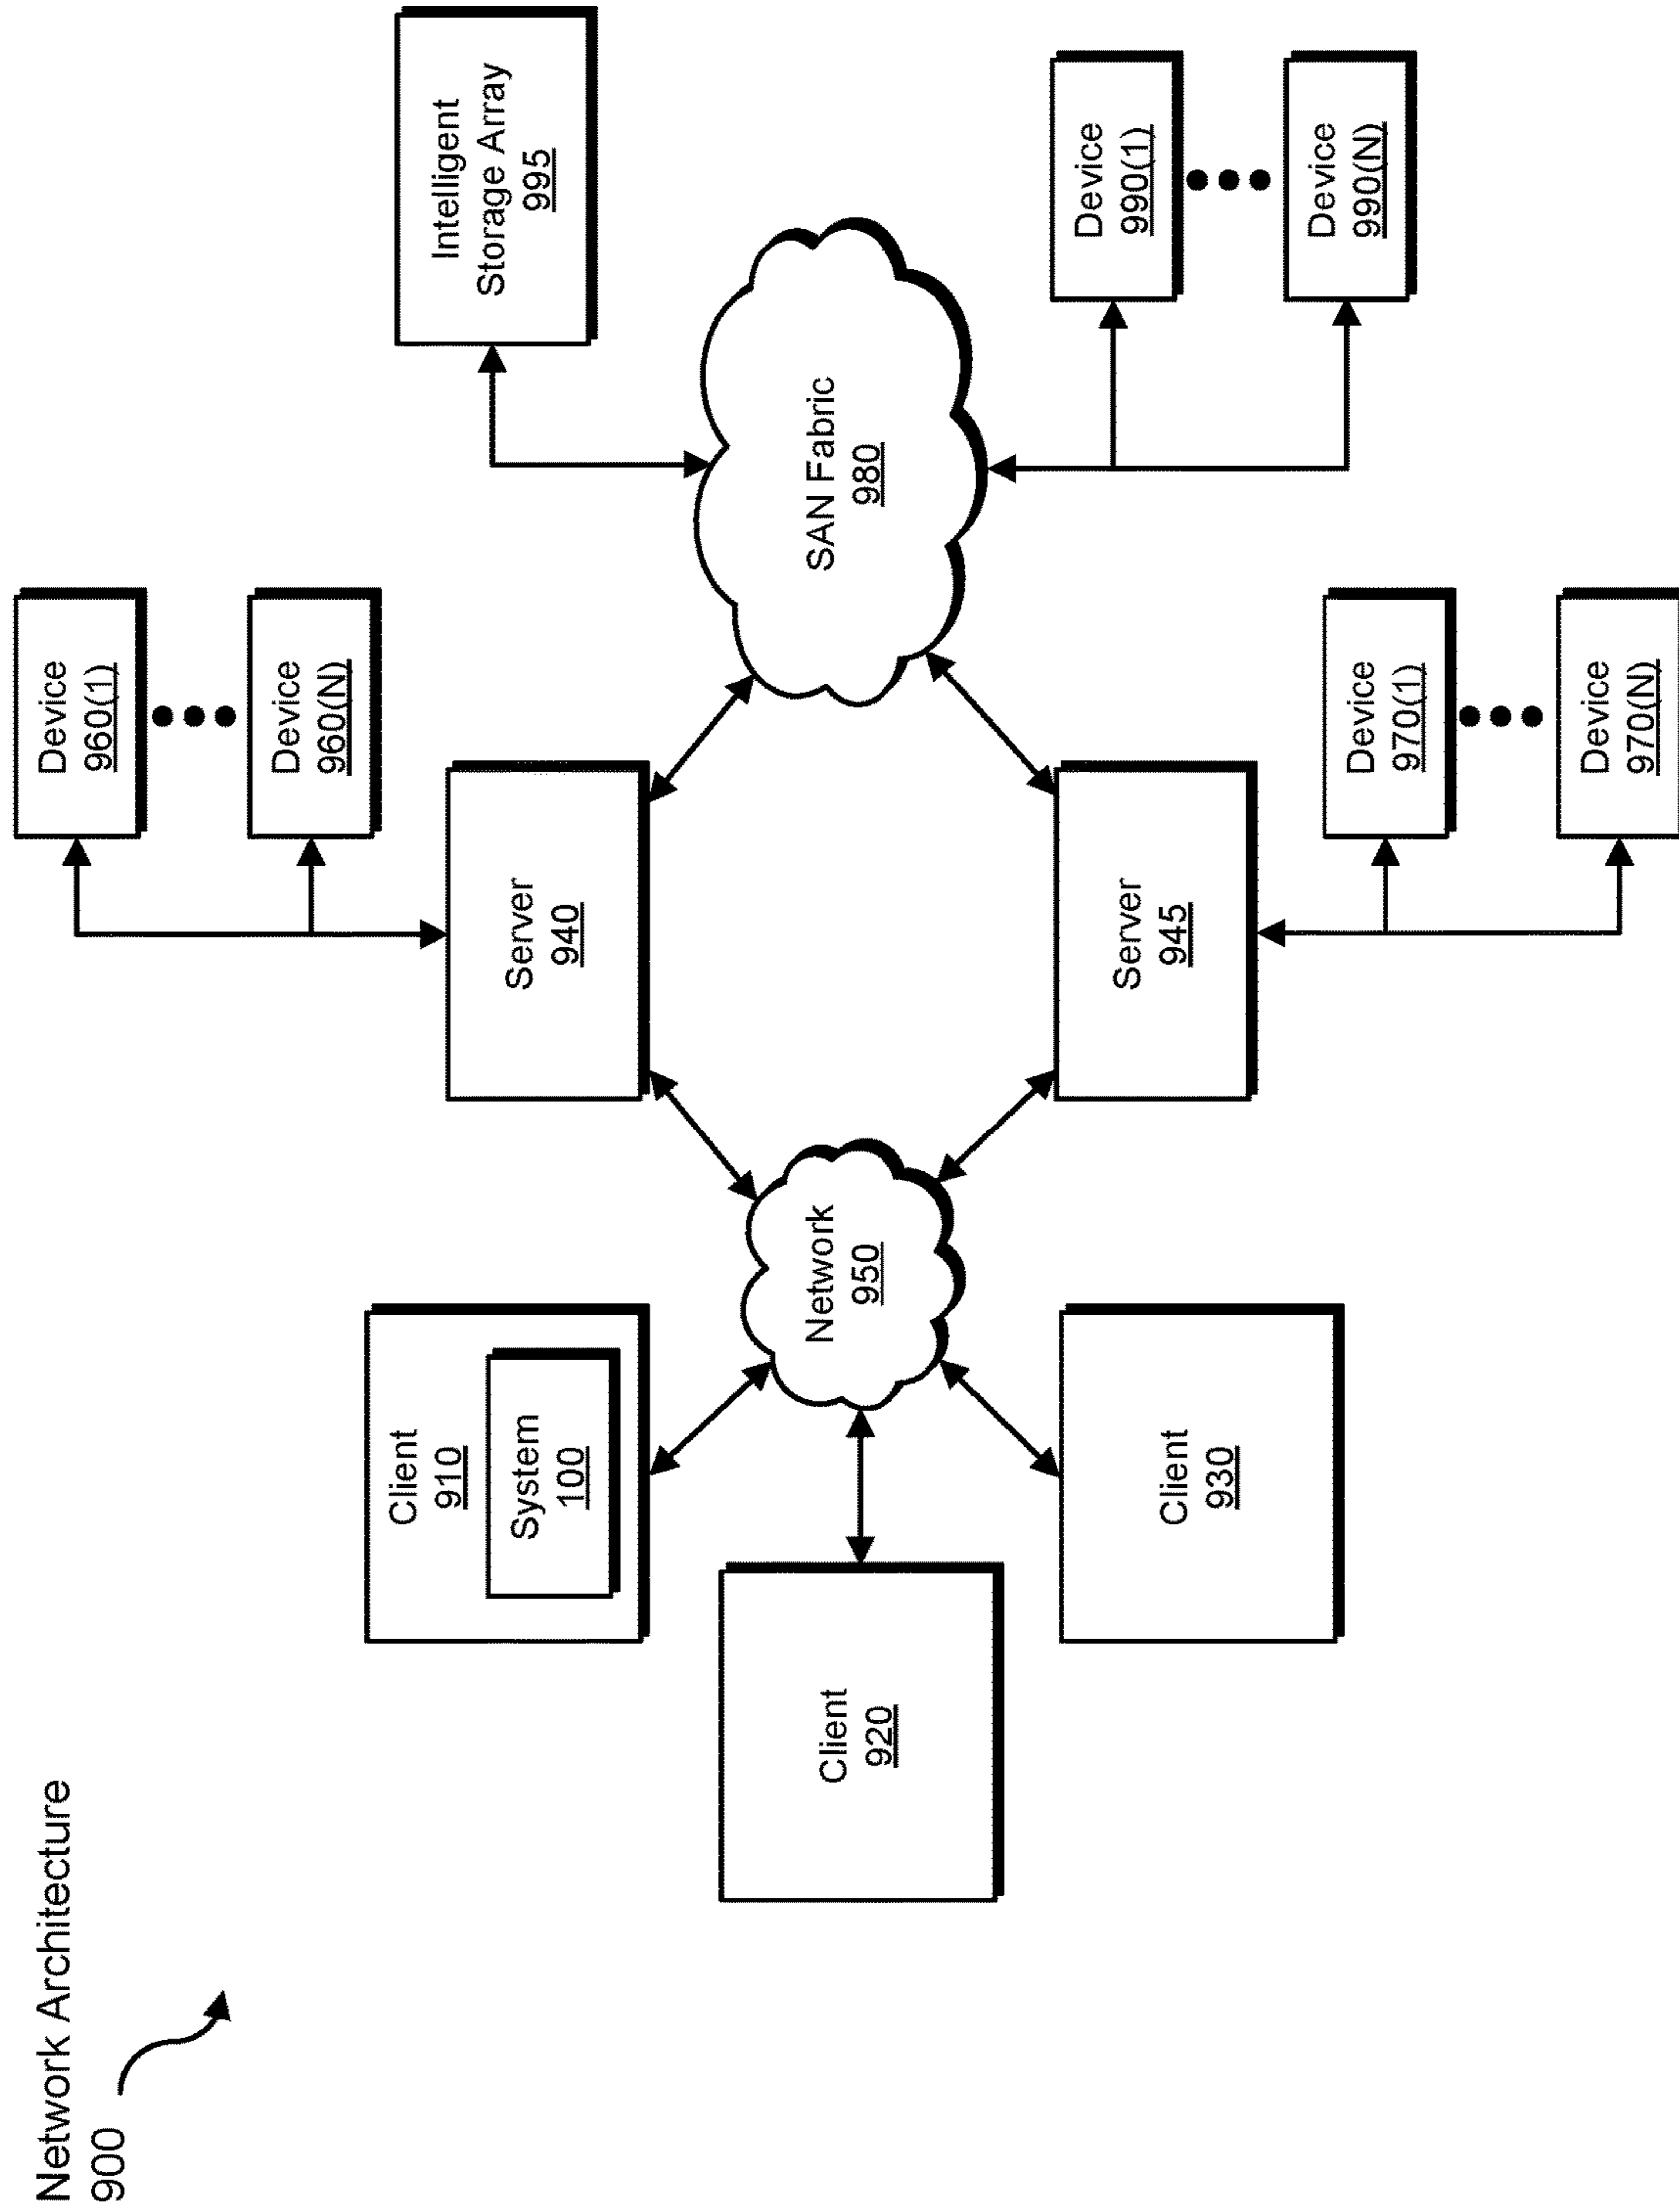 Network Architecture
900
Device
960(1)
Device
960(N)
Intelligent
Storage Array
995
Client
910
System
100
Server
940
Client
920
Network
950
SAN Fabric
980
Device
990(1)
Device
990(N)
Client
930
Server
945
Device
970(1)
Device
970(N)